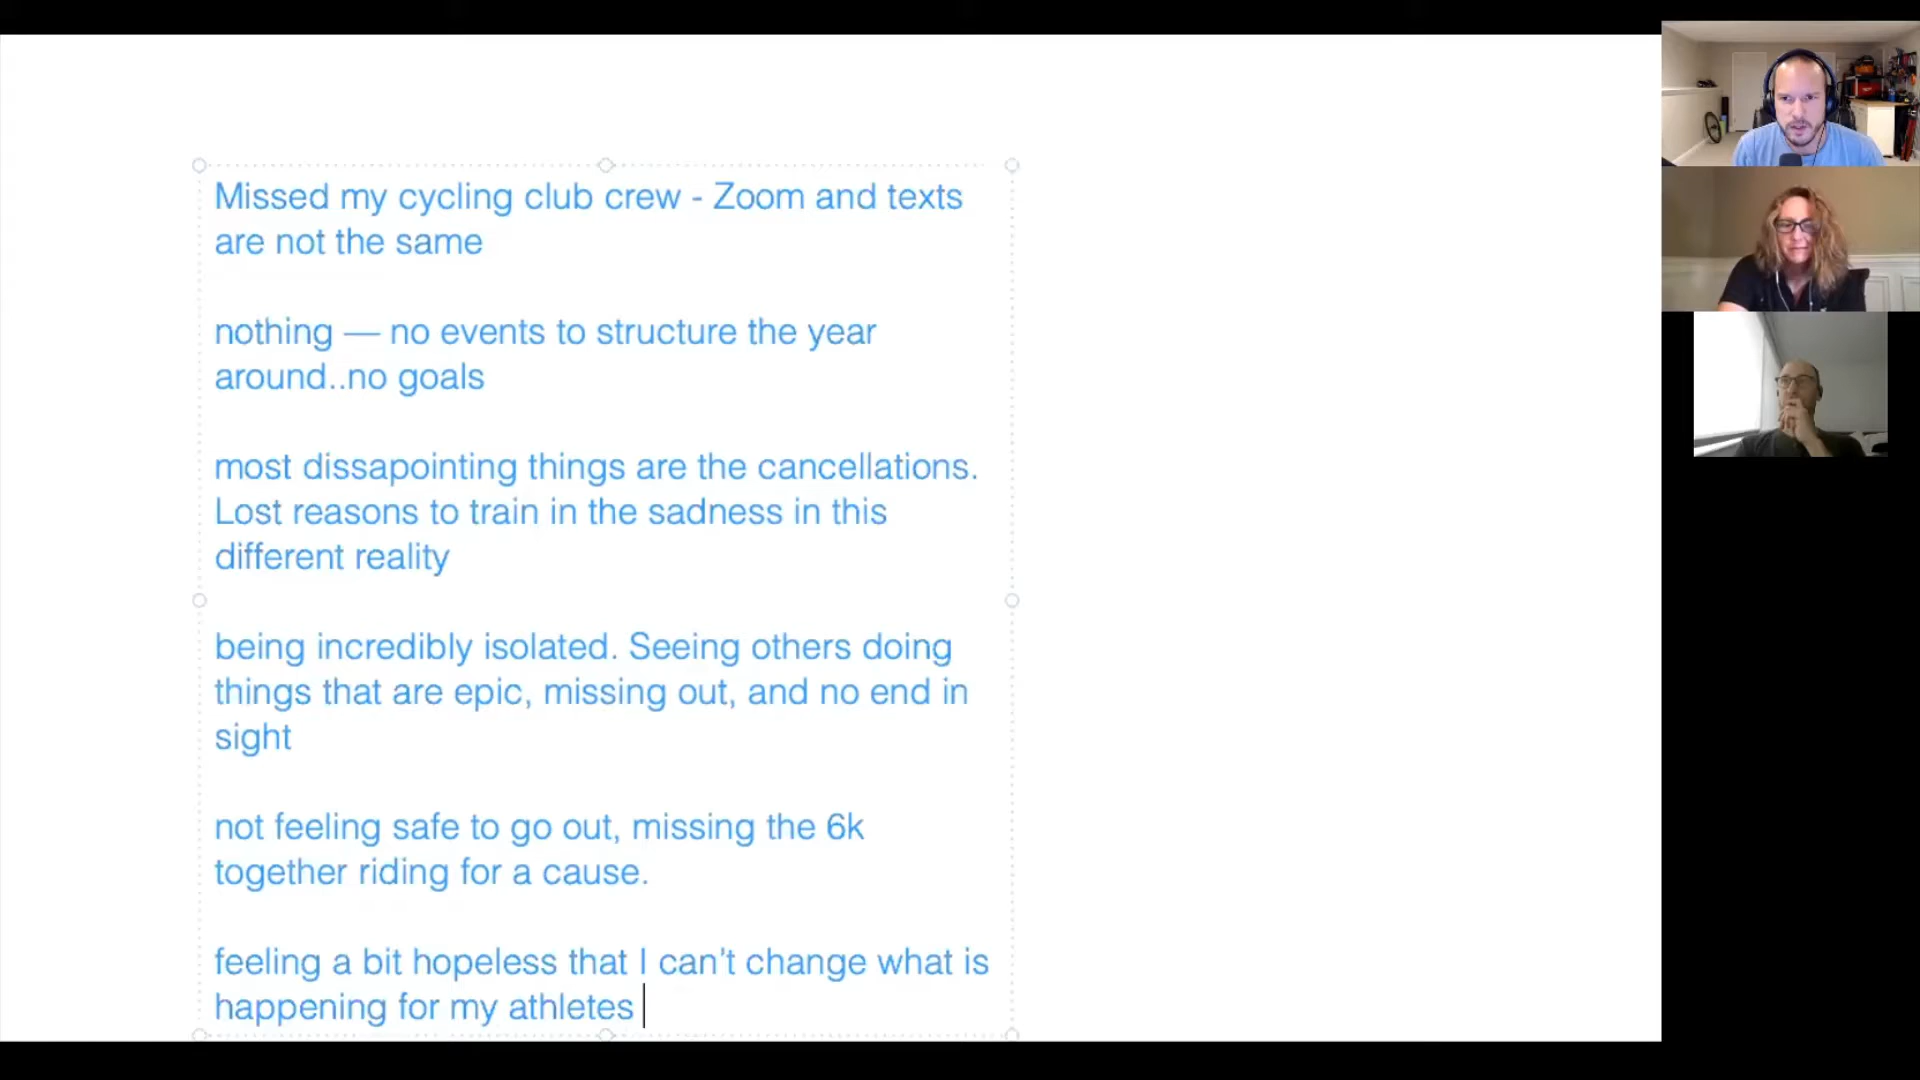 Missed my cycling club crew - Zoom and texts
are not the same
nothing — no events to structure the year
around..no goals
most dissapointing things are the cancellations.
Lost reasons to train in the sadness in this
different reality
being incredibly isolated. Seeing others doing
things that are epic, missing out, and no end in
sight
not feeling safe to go out, missing the 6k
together riding for a cause.
feeling a bit hopeless that I can't change what is
happening for my athletes